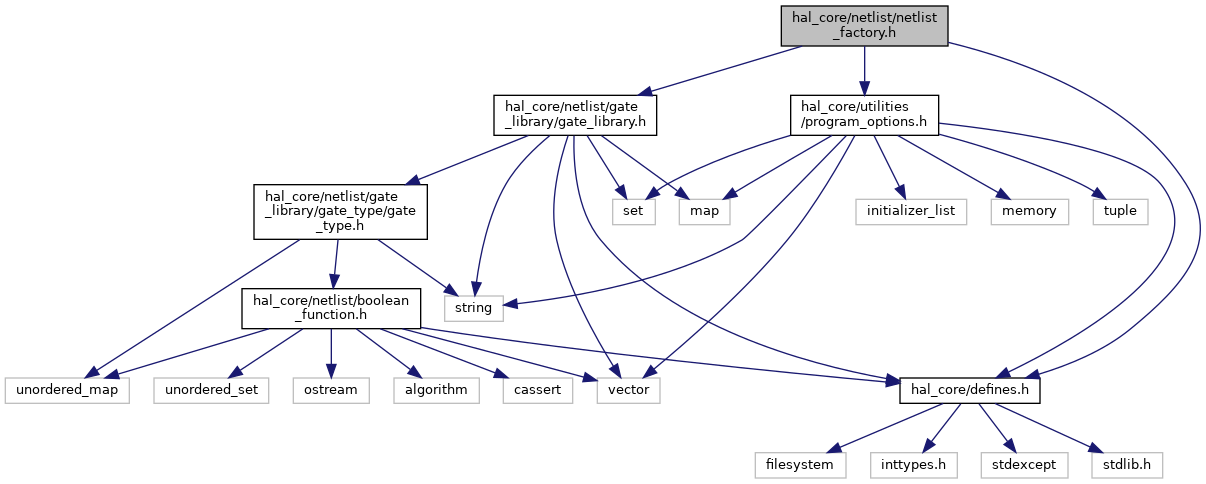 hal_core/netlist/netlist
_factory.h
hal_core/netlist/gate
_library/gate_library.h
hal_core/utilities
/program_options.h
hal_core/netlist/gate
_library/gate_type/gate
_type.h
set
map
initializer_list
memory
tuple
hal_core/netlist/boolean
_function.h
string
unordered_map
unordered_set
ostream
algorithm
cassert
vector
hal_core/defines.h
filesystem
inttypes.h
stdexcept
stdlib.h